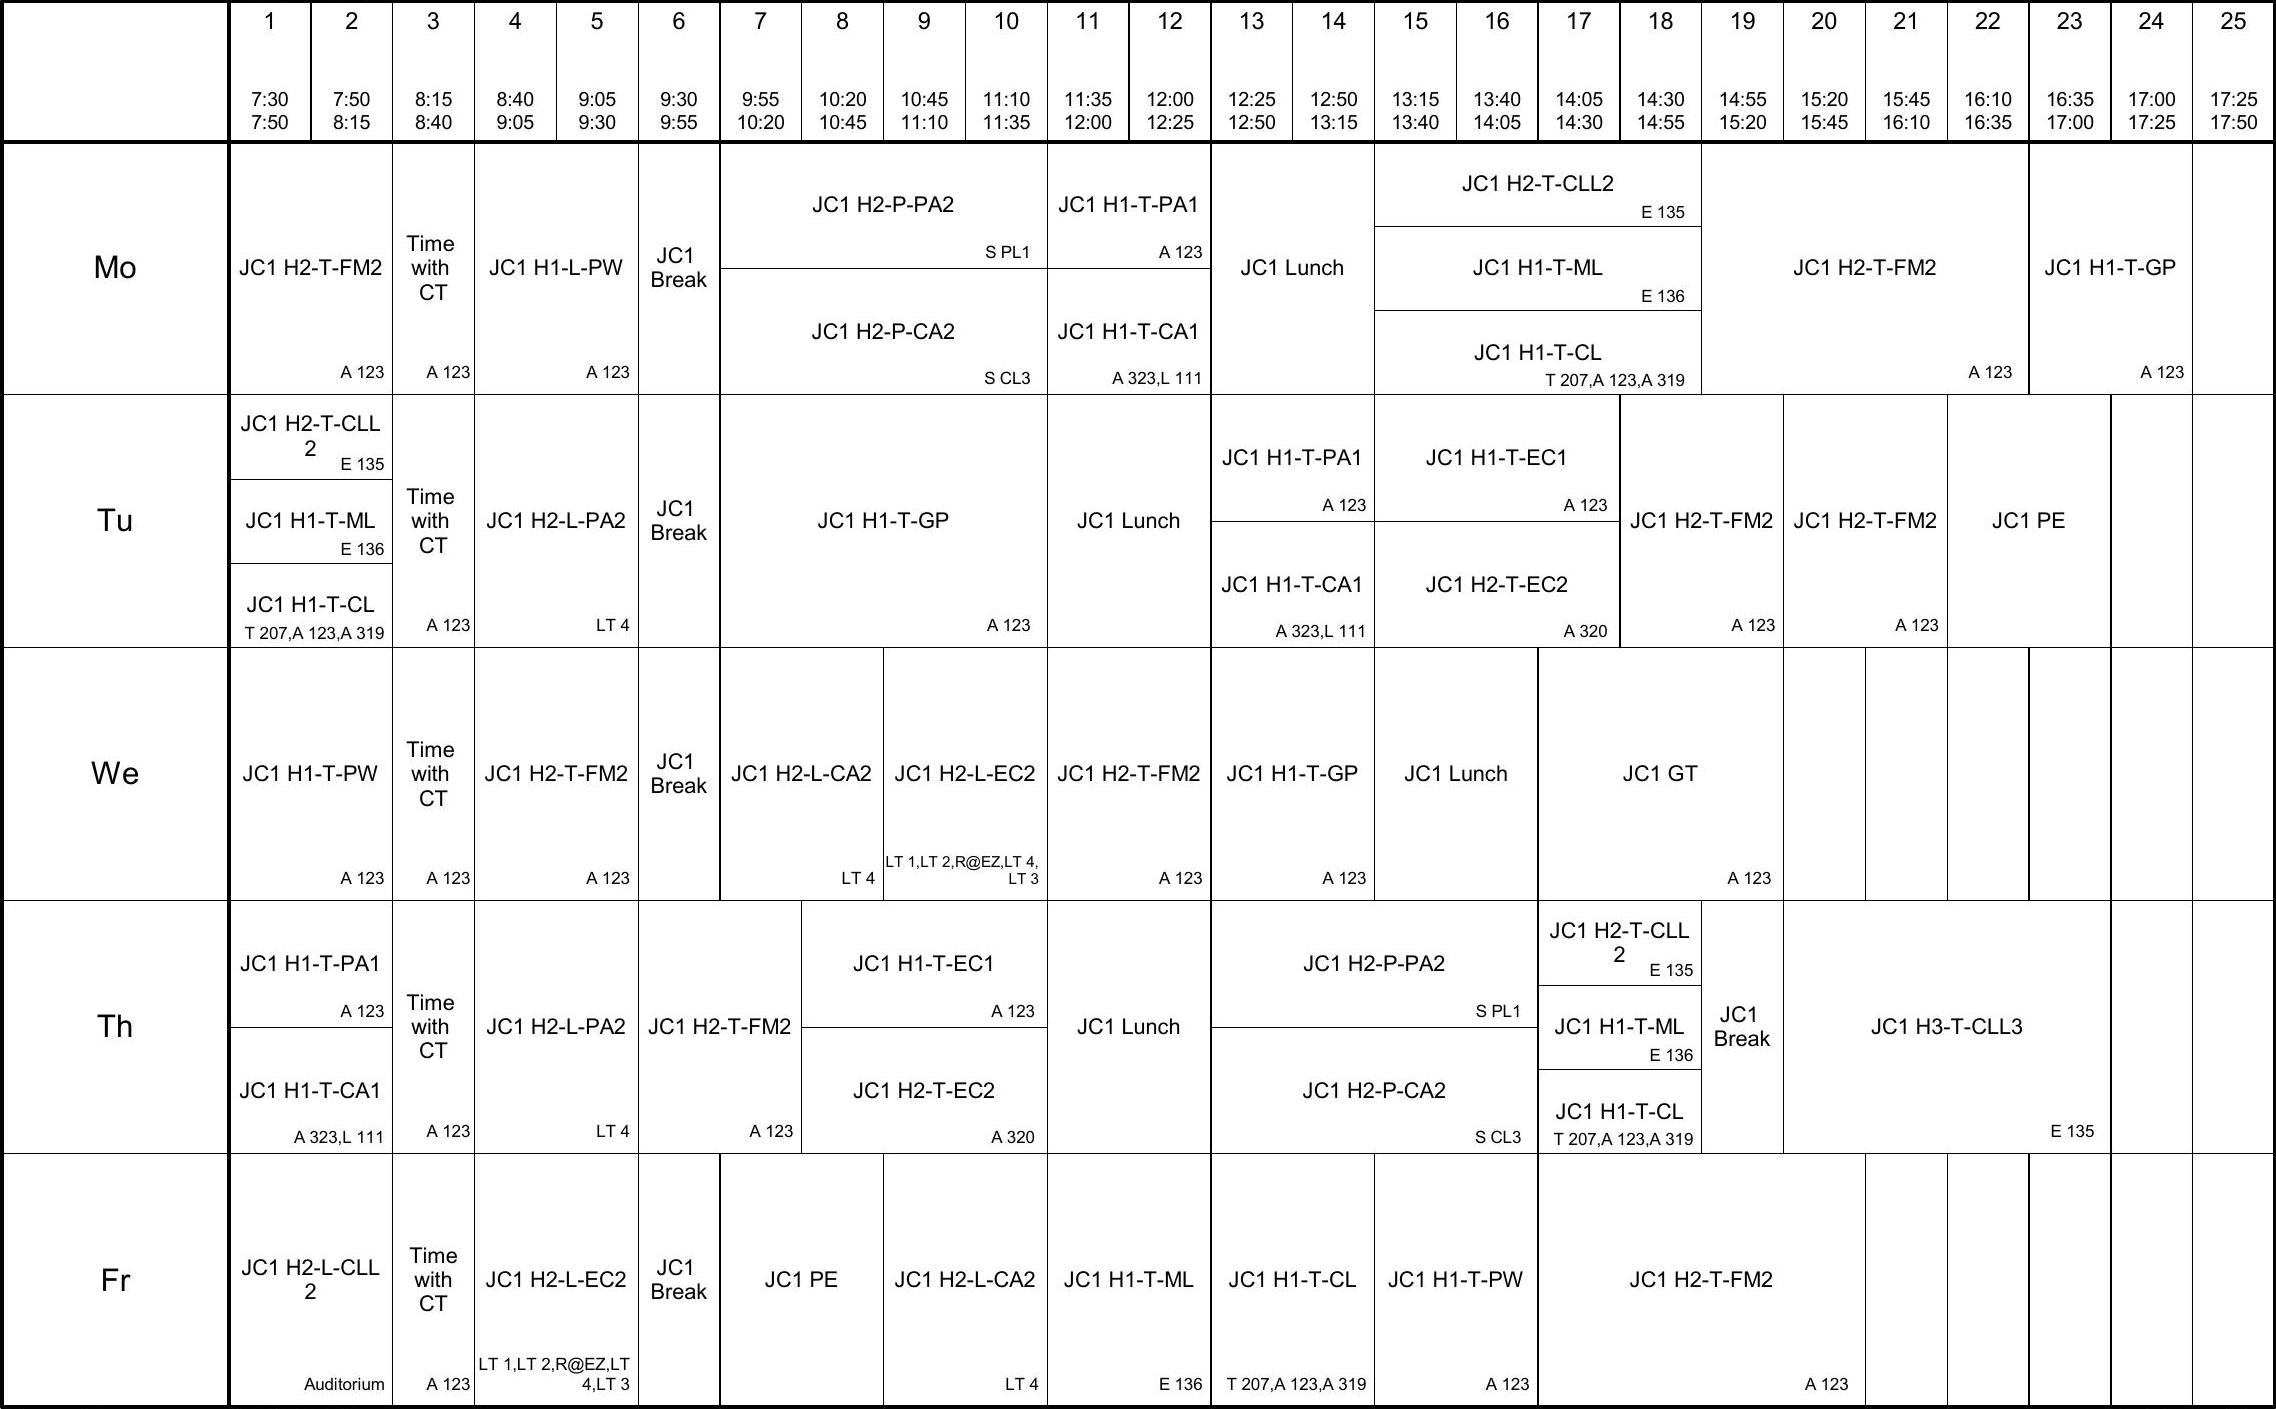 1 2 3 4 5 6 7 8 9 10 11 12 13 14 15 16 17 18 19 20 21 22 23 24 25
7:30 7:50 8:15 8:40 9:05 9:30 9:55 10:20 10:45 11:10 11:35 12:00 12:25 12:50 13:15 13:40 14:05 14:30 14:55 15:20 15:45 16:10 16:35 17:00 17:25
7:50 8:15 8:40 9:05 9:30 9:55 10:20 10:45 11:10 11:35 12:00 12:25 12:50 13:15 13:40 14:05 14:30 14:55 15:20 15:45 16:10 16:35 17:00 17:25 17:50
Mo
JC1 H2-T-FM2
A 123
Time
with
CT
A 123
JC1 H1-L-PW
A 123
JC1
Break
JC1 H2-P-PA2
S PL1
JC1 H2-P-CA2
S CL3
JC1 H1-T-PA1
A 123
JC1 H1-T-CA1
A 323,L 111
JC1 Lunch
JC1 H2-T-CLL2
E 135
JC1 H1-T-ML
E 136
JC1 H1-T-CL
T 207,A 123,A 319
JC1 H2-T-FM2
A 123
JC1 H1-T-GP
A 123
Tu
JC1 H2-T-CLL
2
E 135
JC1 H1-T-ML
E 136
JC1 H1-T-CL
T 207,A 123,A 319
Time
with
CT
A 123
JC1 H2-L-PA2
LT 4
JC1
Break
JC1 H1-T-GP
A 123
JC1 Lunch
JC1 H1-T-PA1
A 123
JC1 H1-T-CA1
A 323,L 111
JC1 H1-T-EC1
A 123
JC1 H2-T-EC2
A 320
JC1 H2-T-FM2
A 123
JC1 H2-T-FM2
A 123
JC1 PE
We
JC1 H1-T-PW
A 123
Time
with
CT
A 123
JC1 H2-T-FM2
A 123
JC1
Break
JC1 H2-L-CA2
LT 4
JC1 H2-L-EC2
LT 1,LT 2,R@EZ,LT 4,
LT 3
JC1 H2-T-FM2
A 123
JC1 H1-T-GP
A 123
JC1 Lunch
JC1 GT
A 123
Th
JC1 H1-T-PA1
A 123
JC1 H1-T-CA1
A 323,L 111
Time
with
CT
A 123
JC1 H2-L-PA2
LT 4
JC1 H2-T-FM2
A 123
JC1 H1-T-EC1
A 123
JC1 H2-T-EC2
A 320
JC1 Lunch
JC1 H2-P-PA2
S PL1
JC1 H2-P-CA2
S CL3
JC1 H2-T-CLL
2
E 135
JC1 H1-T-ML
E 136
JC1 H1-T-CL
T 207,A 123,A 319
JC1
Break
JC1 H3-T-CLL3
E 135
Fr
JC1 H2-L-CLL
2
Auditorium
Time
with
CT
A 123
JC1 H2-L-EC2
LT 1,LT 2,R@EZ,LT
4,LT 3
JC1
Break
JC1 PE
JC1 H2-L-CA2
LT 4
JC1 H1-T-ML
E 136
JC1 H1-T-CL
T 207,A 123,A 319
JC1 H1-T-PW
A 123
JC1 H2-T-FM2
A 123